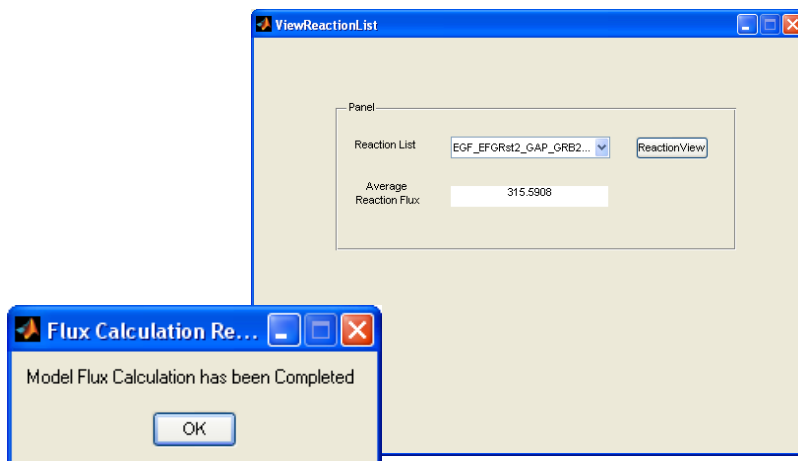 ViewReactionList
Panel
Reaction List
EGF_EFGRst2_GAP_GRB2...
ReactionView
Average
Reaction Flux
315.5908
Flux Calculation Re...
Model Flux Calculation has been Completed
OK